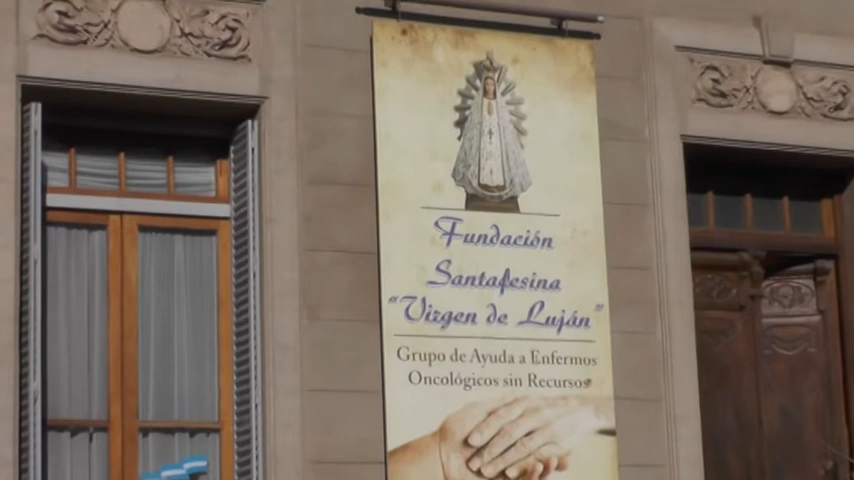 Fundación
Santafesina
“Virgen de Luján”
Grupo de Ayuda a Enfermos
Oncológicos sin Recursos